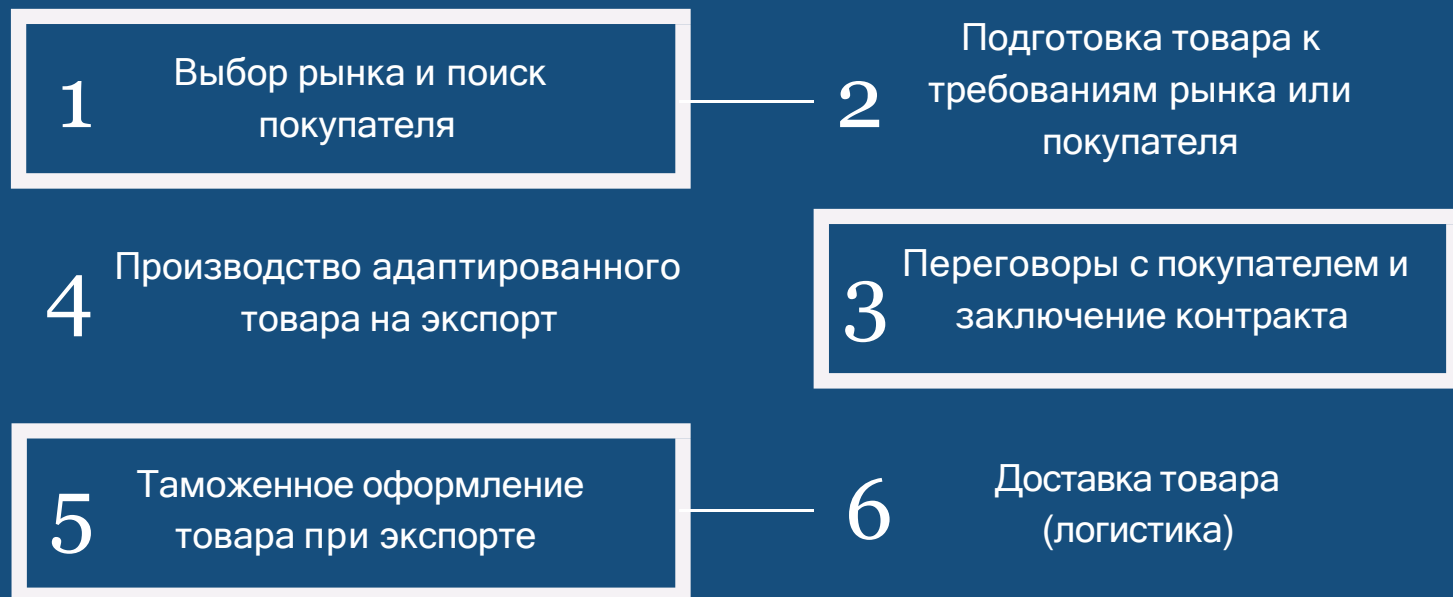 1
Выбор рынка и поиск
покупателя
2
Подготовка товара к
требованиям рынка или
покупателя
3
Переговоры с покупателем и
заключение контракта
4
Производство адаптированного
товара на экспорт
5
Таможенное оформление
товара при экспорте
6
Доставка товара
(логистика)